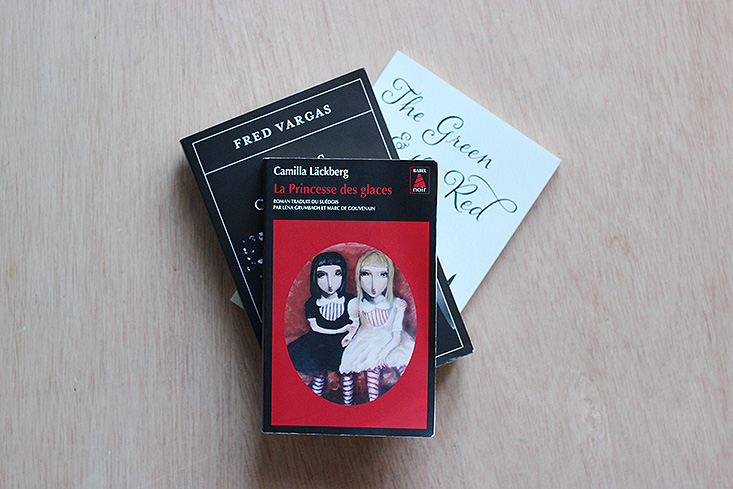 FRED VARGAS
The Green
&
Red
Camilla Läckberg
La Princesse des glaces
ROMAN TRADUIT DU SUÉDOIS
PAR LENA GRUMBACH ET MARC DE GOUVENAIN
BABEL
noir